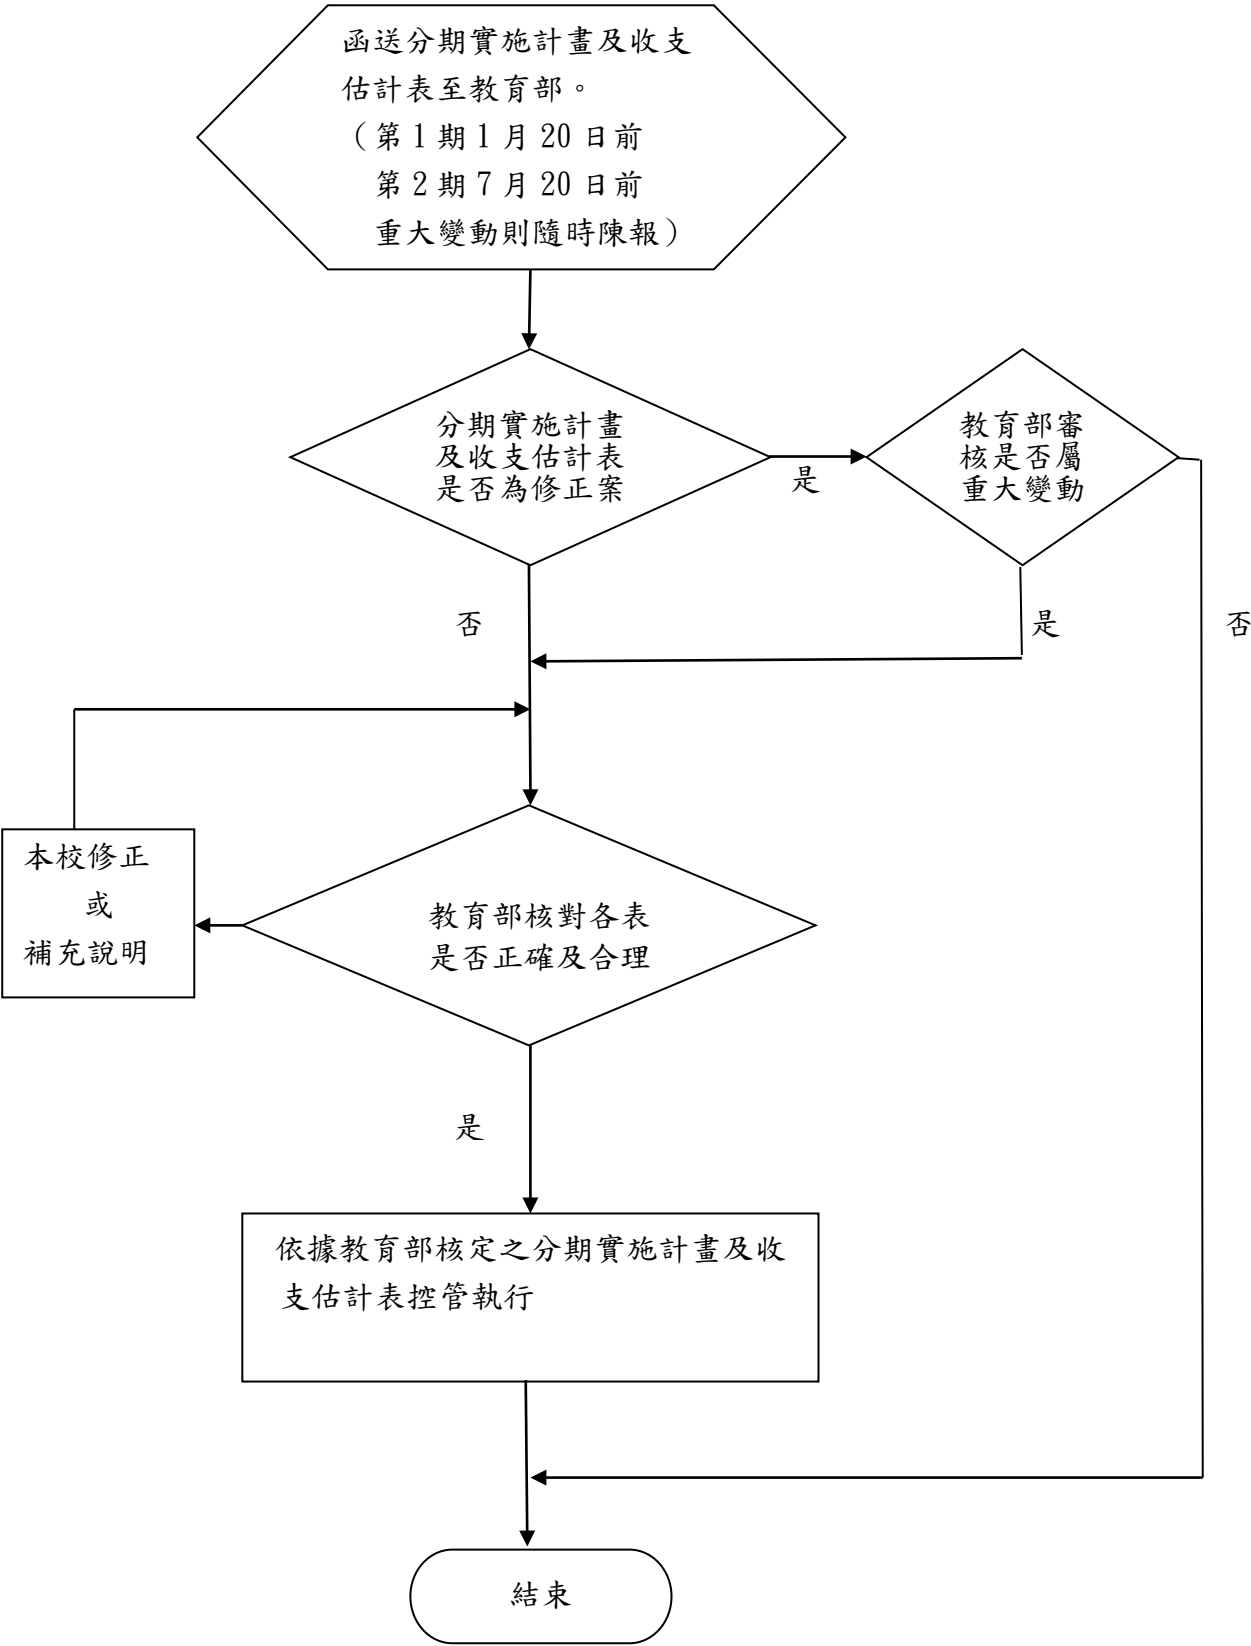 函送分期實施計畫及收支
估計表至教育部。
（第1期1月20日前
第2期7月20日前
重大變動則隨時陳報）
分期實施計畫
及收支估計表
是否為修正案
是
教育部審
核是否屬
重大變動
否
是
否
本校修正
或
補充說明
教育部核對各表
是否正確及合理
是
依據教育部核定之分期實施計畫及收
支估計表控管執行
結束